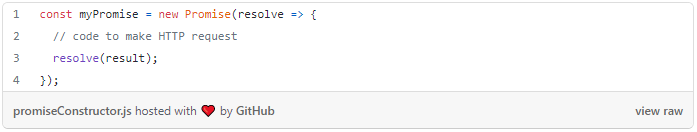 1 const myPromise = new Promise(resolve => {
2   // code to make HTTP request
3   resolve(result);
4 });
promiseConstructor.js hosted with ❤ by GitHub view raw